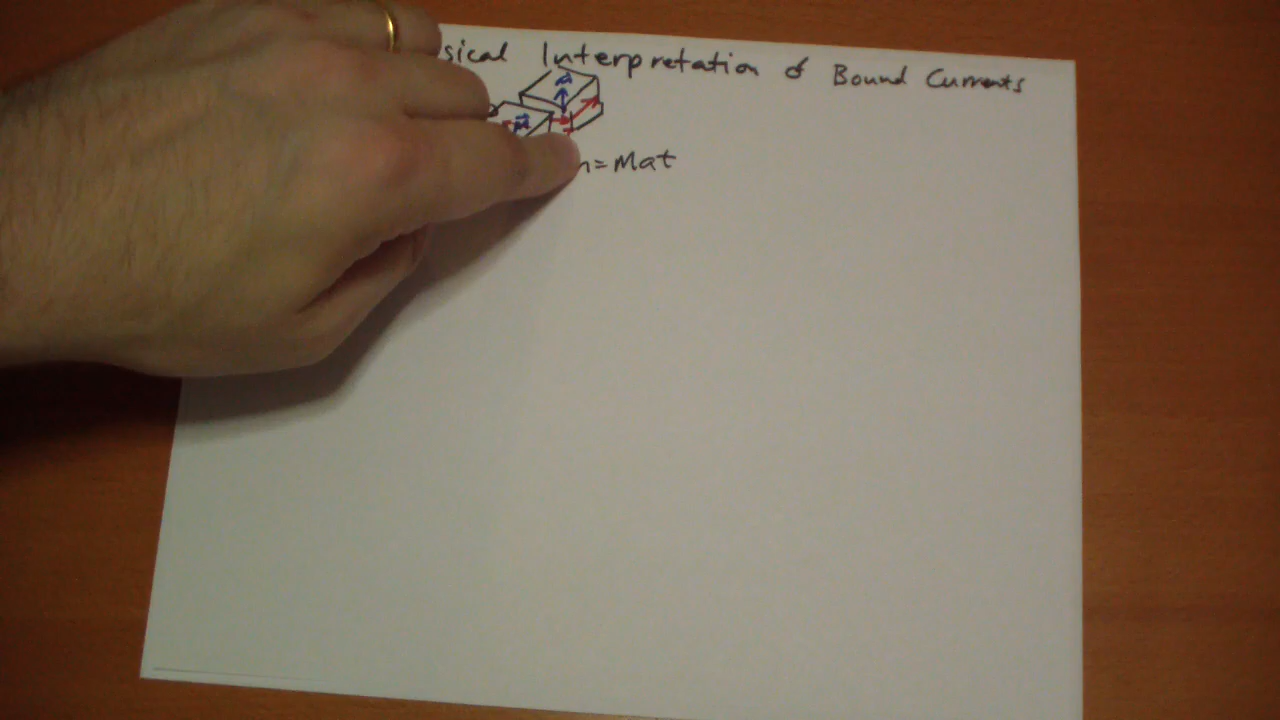 sical Interpretation of Bound Currents
m
m
I
n=Mat